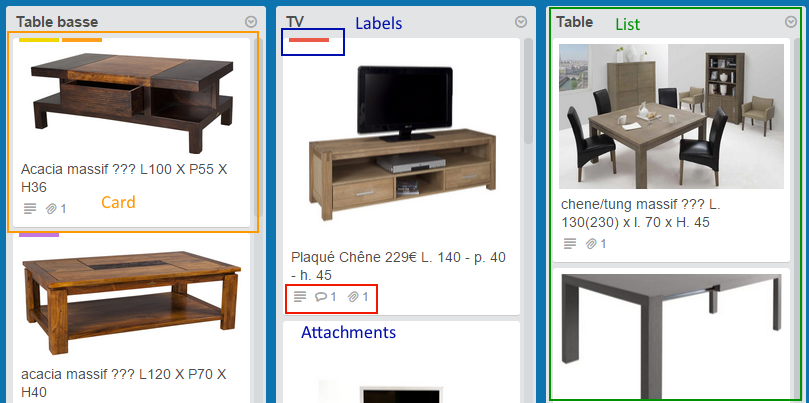 Table basse
Acacia massif ??? L100 X P55 X
H36
1
Card
acacia massif ??? L120 X P70 X
H40
TV
Labels
Plaqué Chêne 229€ L. 140 - p. 40
- h. 45
1 1
Attachments
Table
List
chene/tung massif ??? L.
130(230) x l. 70 x H. 45
1